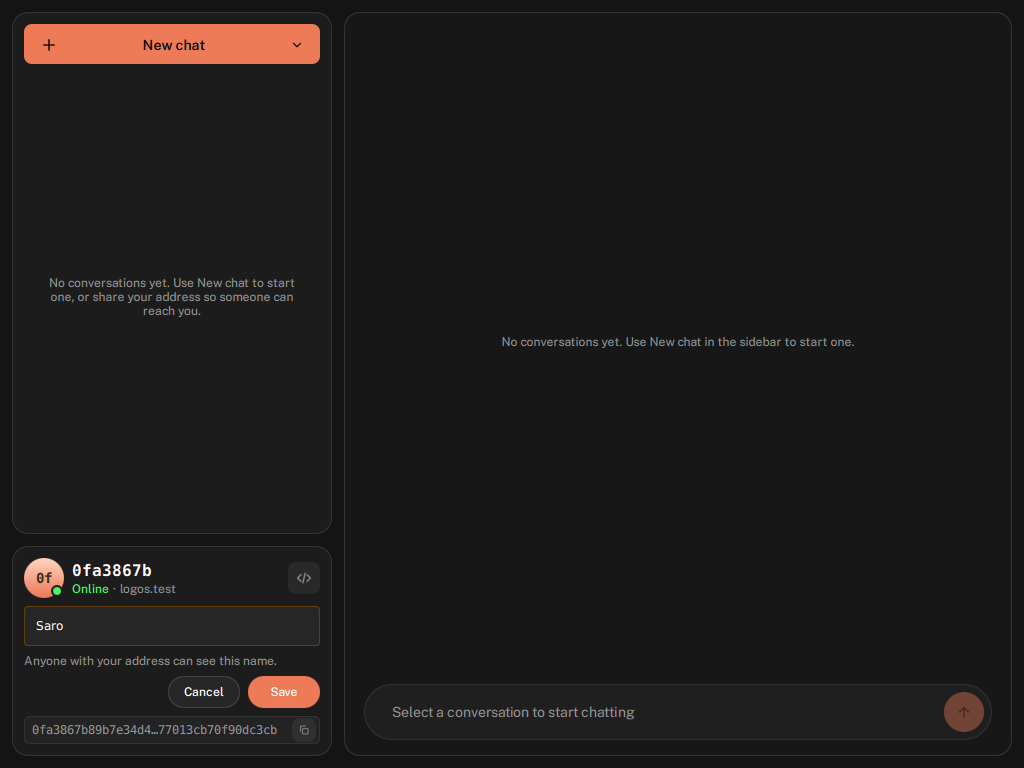 New chat
No conversations yet. Use New chat to start
one, or share your address so someone can
reach you.
No conversations yet. Use New chat in the sidebar to start one.
0f
0fa3867b
Online · logos.test
Saro
Anyone with your address can see this name.
Cancel
Save
0fa3867b89b7e34d4…77013cb70f90dc3cb
Select a conversation to start chatting